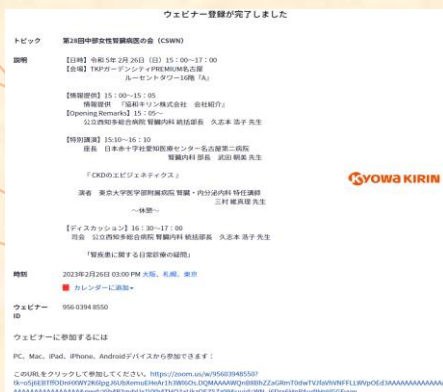 ウェビナー登録が完了しました
トピック 第28回中部女性腎臓病医の会（CSWN）
説明 【日時】令和5年2月26日（日）15：00～17：00
【会場】TKPガーデンシティPREMIUM名古屋
ルーセントタワー16階『A』
【情報提供】15：00～15：05
情報提供 『協和キリン株式会社 会社紹介』
【Opening Remarks】15：05～
公立西知多総合病院 腎臓内科 統括部長 久志本 浩子 先生
【特別講演】15:10～16：10
座長 日本赤十字社愛知医療センター名古屋第二病院
腎臓内科 部長 武田 朝美 先生
『CKDのエピジェネティクス』
演者 東京大学医学部附属病院 腎臓・内分泌内科 特任講師
三村 維真理 先生
～休憩～
KYOWA KIRIN
【ディスカッション】16：30～17：00
司会 公立西知多総合病院 腎臓内科 統括部長 久志本 浩子 先生
『腎疾患に関する日常診療の疑問』
時刻 2023年2月26日 03:00 PM 大阪、札幌、東京
カレンダーに追加
ウェビナー 956 0394 8550
ID
ウェビナーに参加するには
PC、Mac、iPad、iPhone、Androidデバイスから参加できます：
このURLをクリックして参加してください。https://zoom.us/w/95603948550?